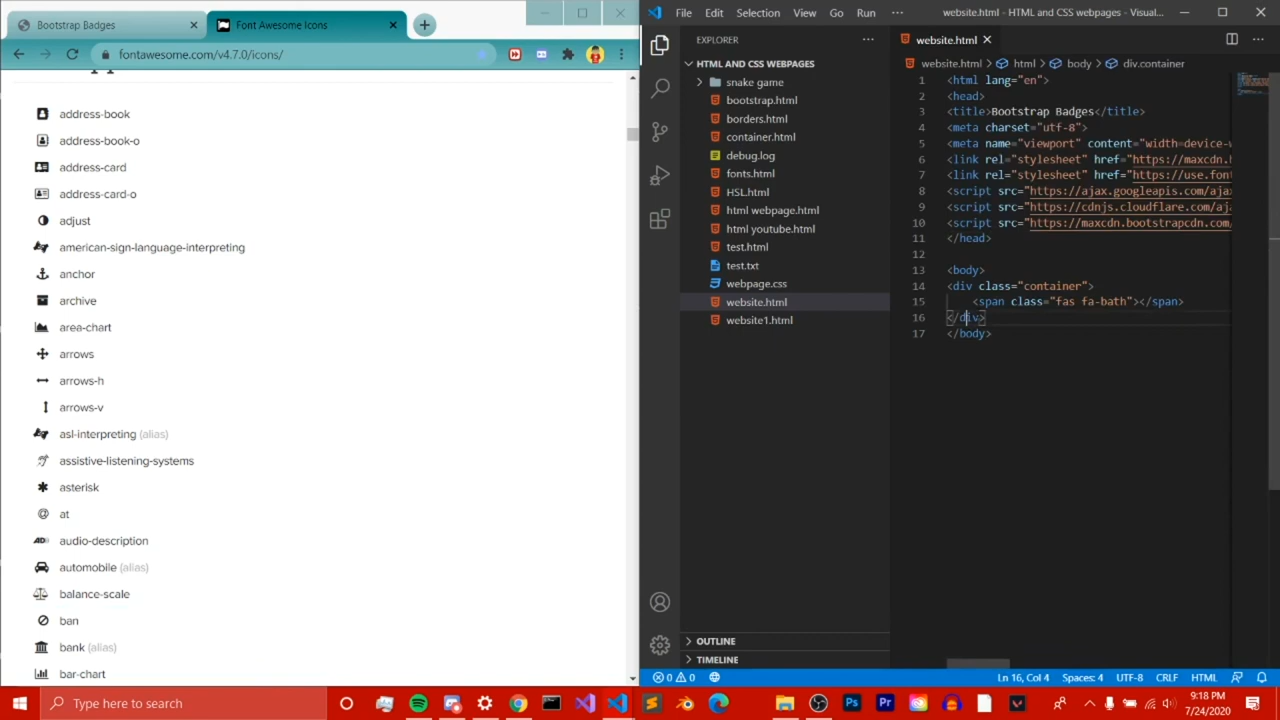 Bootstrap Badges
Font Awesome Icons
fontawesome.com/v4.7.0/icons/
address-book
address-book-o
address-card
address-card-o
adjust
american-sign-language-interpreting
anchor
archive
area-chart
arrows
arrows-h
arrows-v
asl-interpreting (alias)
assistive-listening-systems
asterisk
at
audio-description
automobile (alias)
balance-scale
ban
bank (alias)
bar-chart
File Edit Selection View Go Run ··· website.html - HTML and CSS webpages - Visual...
EXPLORER
HTML AND CSS WEBPAGES
snake game
bootstrap.html
borders.html
container.html
debug.log
fonts.html
HSL.html
html webpage.html
html youtube.html
test.html
test.txt
webpage.css
website.html
website1.html
OUTLINE
TIMELINE
website.html
website.html > html > body > div.container
1 <html lang="en">
2 <head>
3 <title>Bootstrap Badges</title>
4 <meta charset="utf-8">
5 <meta name="viewport" content="width=device-w
6 <link rel="stylesheet" href="https://maxcdn.b
7 <link rel="stylesheet" href="https://use.font
8 <script src="https://ajax.googleapis.com/ajax
9 <script src="https://cdnjs.cloudflare.com/aja
10 <script src="https://maxcdn.bootstrapcdn.com/
11 </head>
12
13 <body>
14 <div class="container">
15 <span class="fas fa-bath"></span>
16 </div>
17 </body>
0 0 Ln 16, Col 4 Spaces: 4 UTF-8 CRLF HTML
Type here to search
Ps
Pr
9:18 PM
7/24/2020